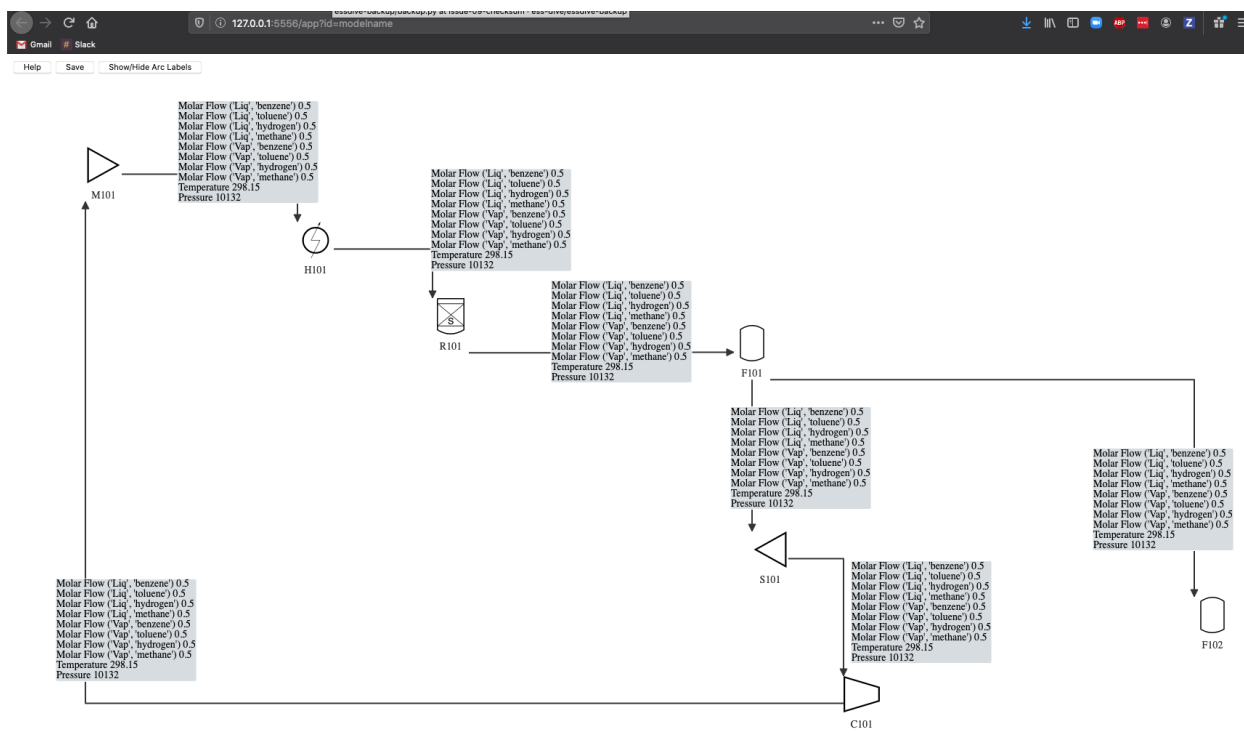 essdive-backup/backup.py at issue-09-checksum · ess-dive/essdive-backup
127.0.0.1:5556/app?id=modelname
Gmail # Slack
ABP
Z
Help Save Show/Hide Arc Labels
Molar Flow ('Liq', 'benzene') 0.5
Molar Flow ('Liq', 'toluene') 0.5
Molar Flow ('Liq', 'hydrogen') 0.5
Molar Flow ('Liq', 'methane') 0.5
Molar Flow ('Vap', 'benzene') 0.5
Molar Flow ('Vap', 'toluene') 0.5
Molar Flow ('Vap', 'hydrogen') 0.5
Molar Flow ('Vap', 'methane') 0.5
Temperature 298.15
Pressure 10132
M101
H101
Molar Flow ('Liq', 'benzene') 0.5
Molar Flow ('Liq', 'toluene') 0.5
Molar Flow ('Liq', 'hydrogen') 0.5
Molar Flow ('Liq', 'methane') 0.5
Molar Flow ('Vap', 'benzene') 0.5
Molar Flow ('Vap', 'toluene') 0.5
Molar Flow ('Vap', 'hydrogen') 0.5
Molar Flow ('Vap', 'methane') 0.5
Temperature 298.15
Pressure 10132
S
R101
Molar Flow ('Liq', 'benzene') 0.5
Molar Flow ('Liq', 'toluene') 0.5
Molar Flow ('Liq', 'hydrogen') 0.5
Molar Flow ('Liq', 'methane') 0.5
Molar Flow ('Vap', 'benzene') 0.5
Molar Flow ('Vap', 'toluene') 0.5
Molar Flow ('Vap', 'hydrogen') 0.5
Molar Flow ('Vap', 'methane') 0.5
Temperature 298.15
Pressure 10132
F101
Molar Flow ('Liq', 'benzene') 0.5
Molar Flow ('Liq', 'toluene') 0.5
Molar Flow ('Liq', 'hydrogen') 0.5
Molar Flow ('Liq', 'methane') 0.5
Molar Flow ('Vap', 'benzene') 0.5
Molar Flow ('Vap', 'toluene') 0.5
Molar Flow ('Vap', 'hydrogen') 0.5
Molar Flow ('Vap', 'methane') 0.5
Temperature 298.15
Pressure 10132
Molar Flow ('Liq', 'benzene') 0.5
Molar Flow ('Liq', 'toluene') 0.5
Molar Flow ('Liq', 'hydrogen') 0.5
Molar Flow ('Liq', 'methane') 0.5
Molar Flow ('Vap', 'benzene') 0.5
Molar Flow ('Vap', 'toluene') 0.5
Molar Flow ('Vap', 'hydrogen') 0.5
Molar Flow ('Vap', 'methane') 0.5
Temperature 298.15
Pressure 10132
S101
F102
Molar Flow ('Liq', 'benzene') 0.5
Molar Flow ('Liq', 'toluene') 0.5
Molar Flow ('Liq', 'hydrogen') 0.5
Molar Flow ('Liq', 'methane') 0.5
Molar Flow ('Vap', 'benzene') 0.5
Molar Flow ('Vap', 'toluene') 0.5
Molar Flow ('Vap', 'hydrogen') 0.5
Molar Flow ('Vap', 'methane') 0.5
Temperature 298.15
Pressure 10132
C101
Molar Flow ('Liq', 'benzene') 0.5
Molar Flow ('Liq', 'toluene') 0.5
Molar Flow ('Liq', 'hydrogen') 0.5
Molar Flow ('Liq', 'methane') 0.5
Molar Flow ('Vap', 'benzene') 0.5
Molar Flow ('Vap', 'toluene') 0.5
Molar Flow ('Vap', 'hydrogen') 0.5
Molar Flow ('Vap', 'methane') 0.5
Temperature 298.15
Pressure 10132